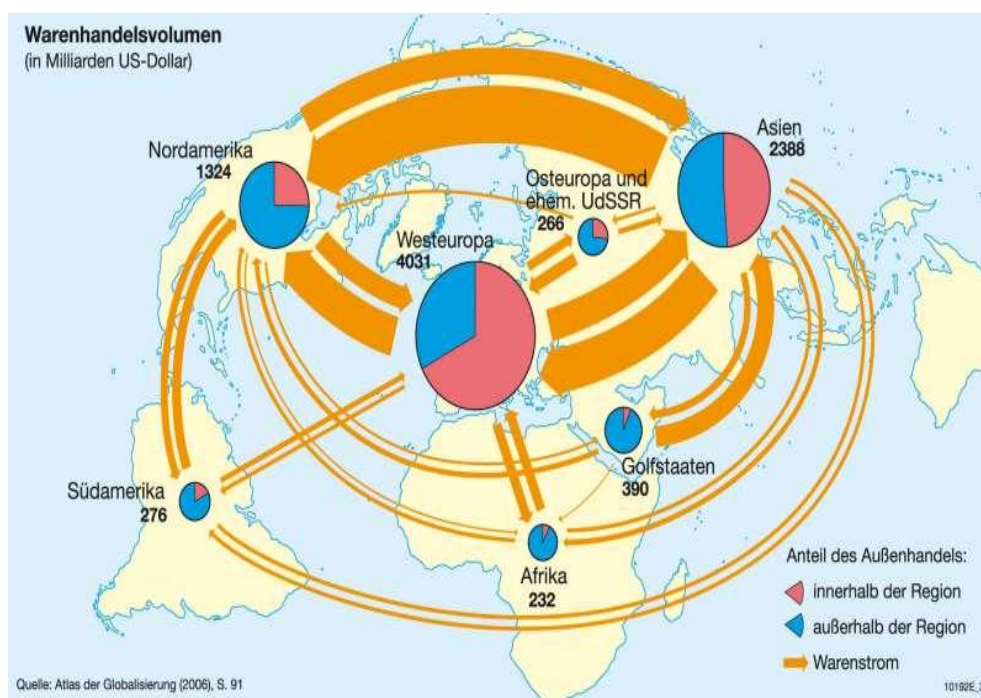 Warenhandelsvolumen
(in Milliarden US-Dollar)
Nordamerika
1324
Asien
2388
Osteuropa und
ehem. UdSSR
266
Westeuropa
4031
Golfstaaten
390
Südamerika
276
Afrika
232
Anteil des Außenhandels:
innerhalb der Region
außerhalb der Region
Warenstrom
Quelle: Atlas der Globalisierung (2006), S. 91